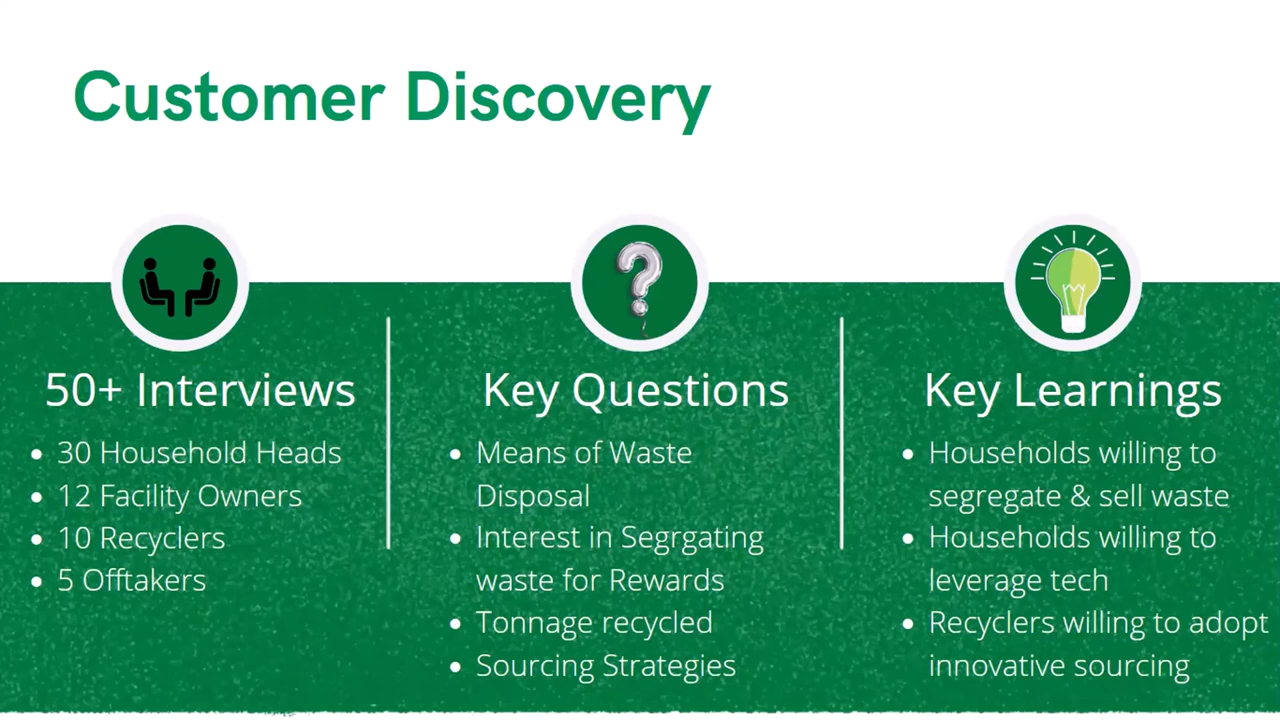 Customer Discovery
50+ Interviews
• 30 Household Heads
• 12 Facility Owners
• 10 Recyclers
• 5 Offtakers
Key Questions
• Means of Waste
Disposal
• Interest in Segrgating
waste for Rewards
• Tonnage recycled
• Sourcing Strategies
Key Learnings
• Households willing to
segregate & sell waste
• Households willing to
leverage tech
• Recyclers willing to adopt
innovative sourcing